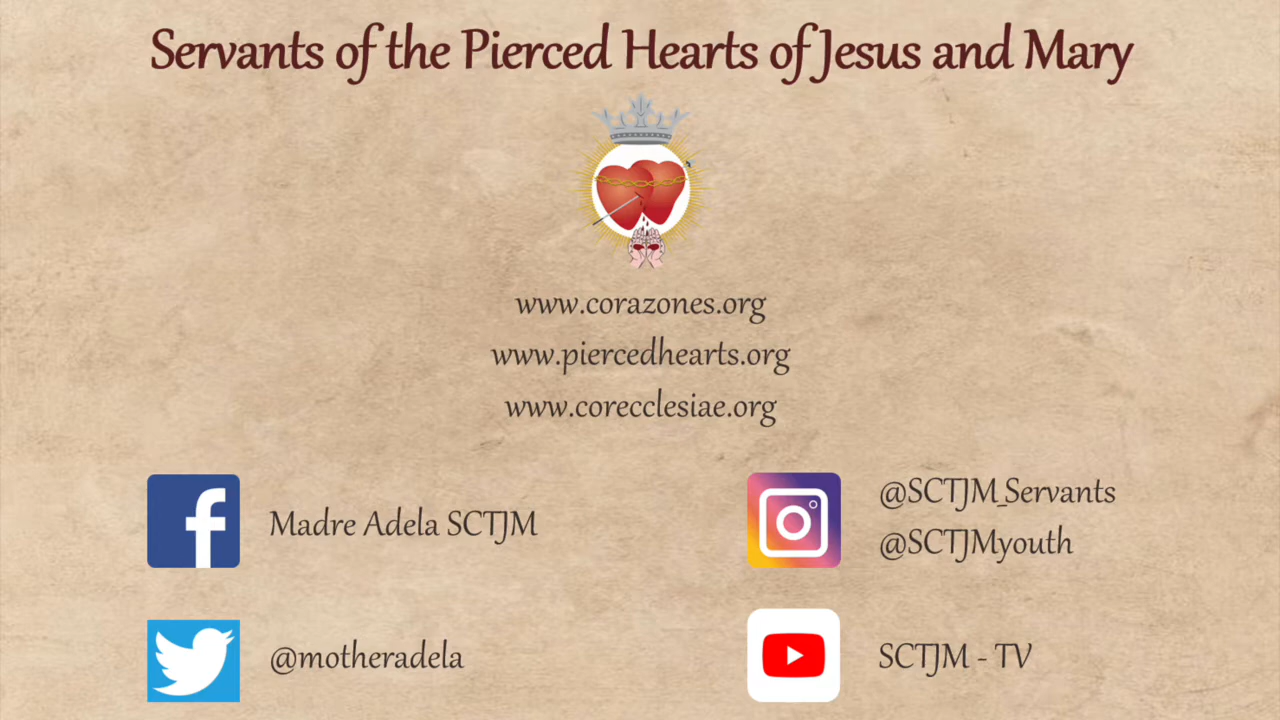 Servants of the Pierced Hearts of Jesus and Mary
www.corazones.org
www.piercedhearts.org
www.corecclesiae.org
Madre Adela SCTJM
@SCTJM_Servants
@SCTJMyouth
@motheradela
SCTJM - TV